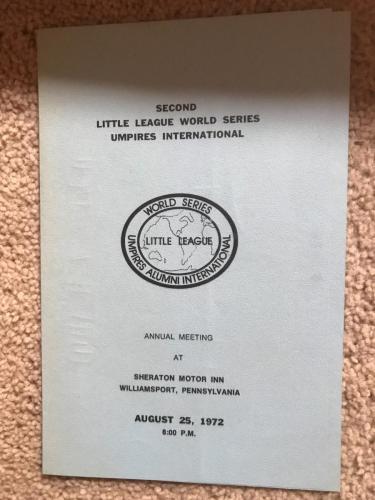 SECOND
LITTLE LEAGUE WORLD SERIES
UMPIRES INTERNATIONAL
WORLD SERIES
LITTLE LEAGUE
UMPIRES ALUMNI INTERNATIONAL
ANNUAL MEETING
AT
SHERATON MOTOR INN
WILLIAMSPORT, PENNSYLVANIA
AUGUST 25, 1972
6:00 P.M.